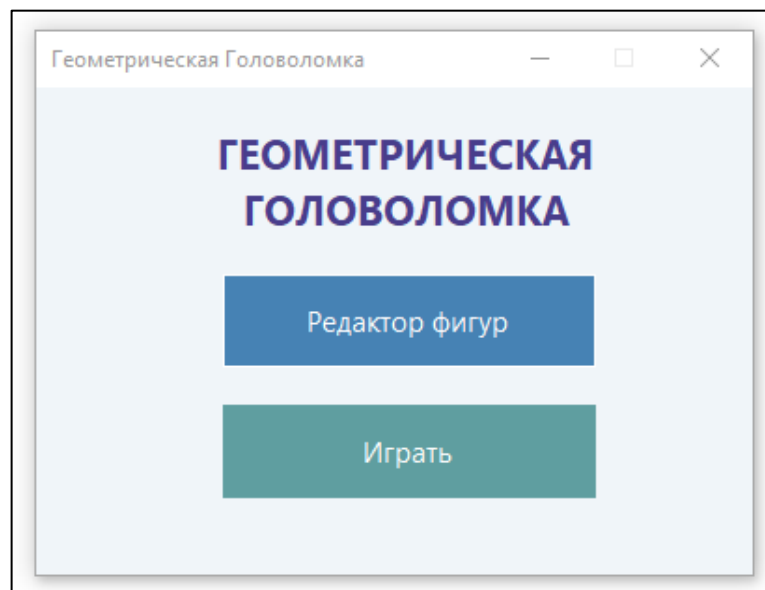 Геометрическая Головоломка
ГЕОМЕТРИЧЕСКАЯ
ГОЛОВОЛОМКА
Редактор фигур
Играть